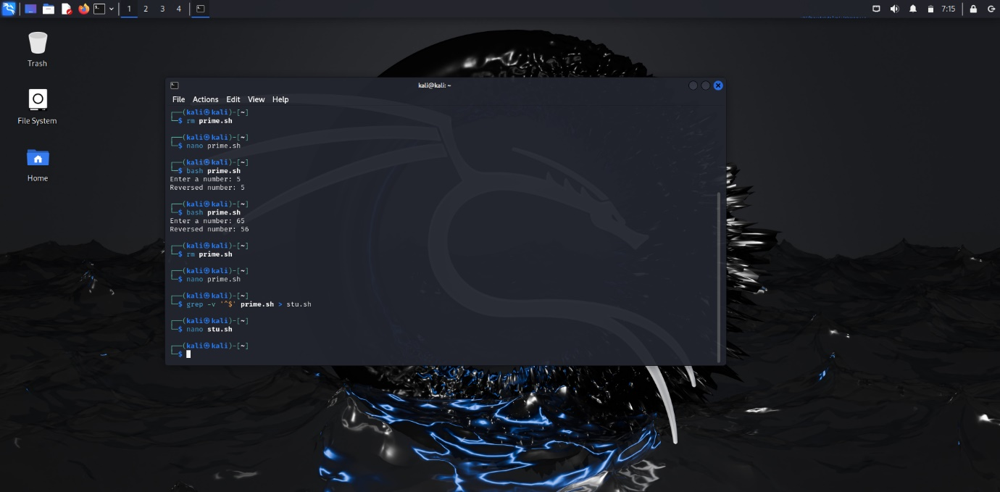 1 2 3 4
7:15
Trash
File System
Home
kali@kali: ~
File Actions Edit View Help
┌──(kali㉿kali)-[~]
└─$ rm prime.sh
┌──(kali㉿kali)-[~]
└─$ nano prime.sh
┌──(kali㉿kali)-[~]
└─$ bash prime.sh
Enter a number: 5
Reversed number: 5
┌──(kali㉿kali)-[~]
└─$ bash prime.sh
Enter a number: 65
Reversed number: 56
┌──(kali㉿kali)-[~]
└─$ rm prime.sh
┌──(kali㉿kali)-[~]
└─$ nano prime.sh
┌──(kali㉿kali)-[~]
└─$ grep -v '^$' prime.sh > stu.sh
┌──(kali㉿kali)-[~]
└─$ nano stu.sh
┌──(kali㉿kali)-[~]
└─$